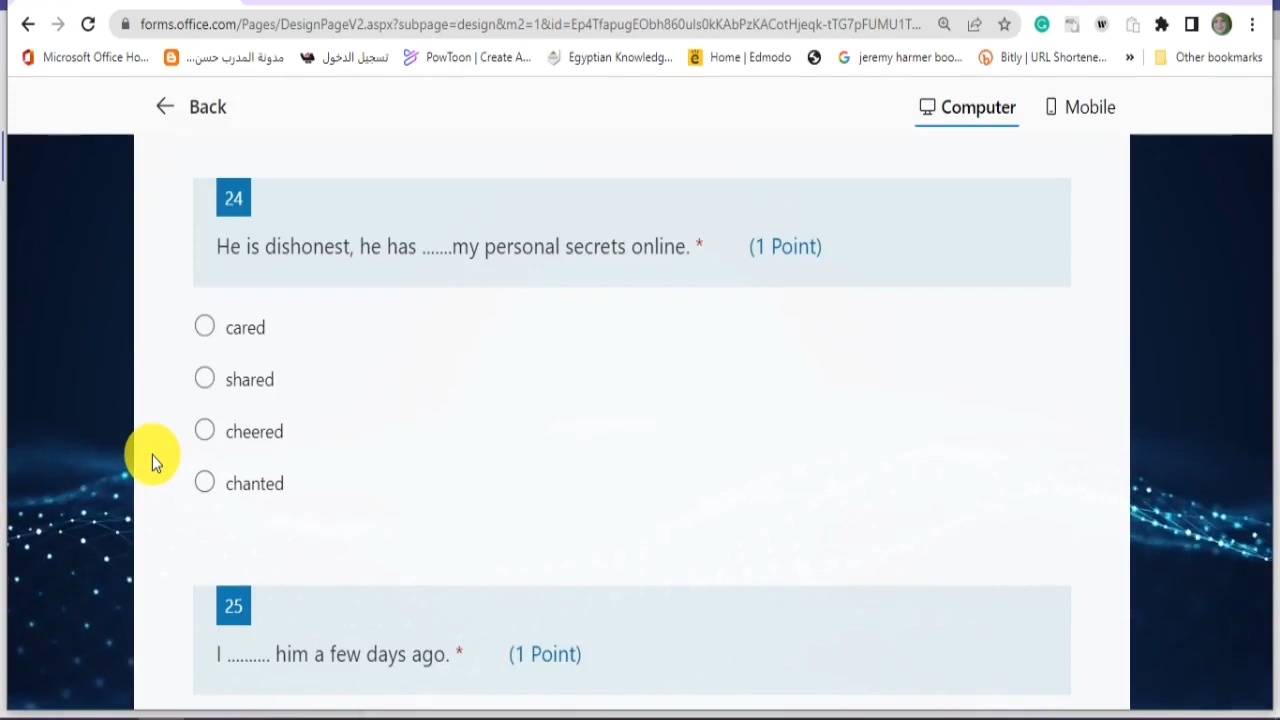 forms.office.com/Pages/DesignPageV2.aspx?subpage=design&m2=1&id=Ep4TfapugEObh860uls0kKAvPzKACotHjeqk-tTG7pFUMU1T...
Microsoft Office Ho...
مدونة المدرب حسن...
تسجيل الدخول
PowToon | Create A...
Egyptian Knowledg...
Home | Edmodo
jeremy harmer boo...
Bitly | URL Shortene...
»
Other bookmarks
Back
Computer
Mobile
24
He is dishonest, he has .......my personal secrets online. * (1 Point)
cared
shared
cheered
chanted
25
I .......... him a few days ago. * (1 Point)